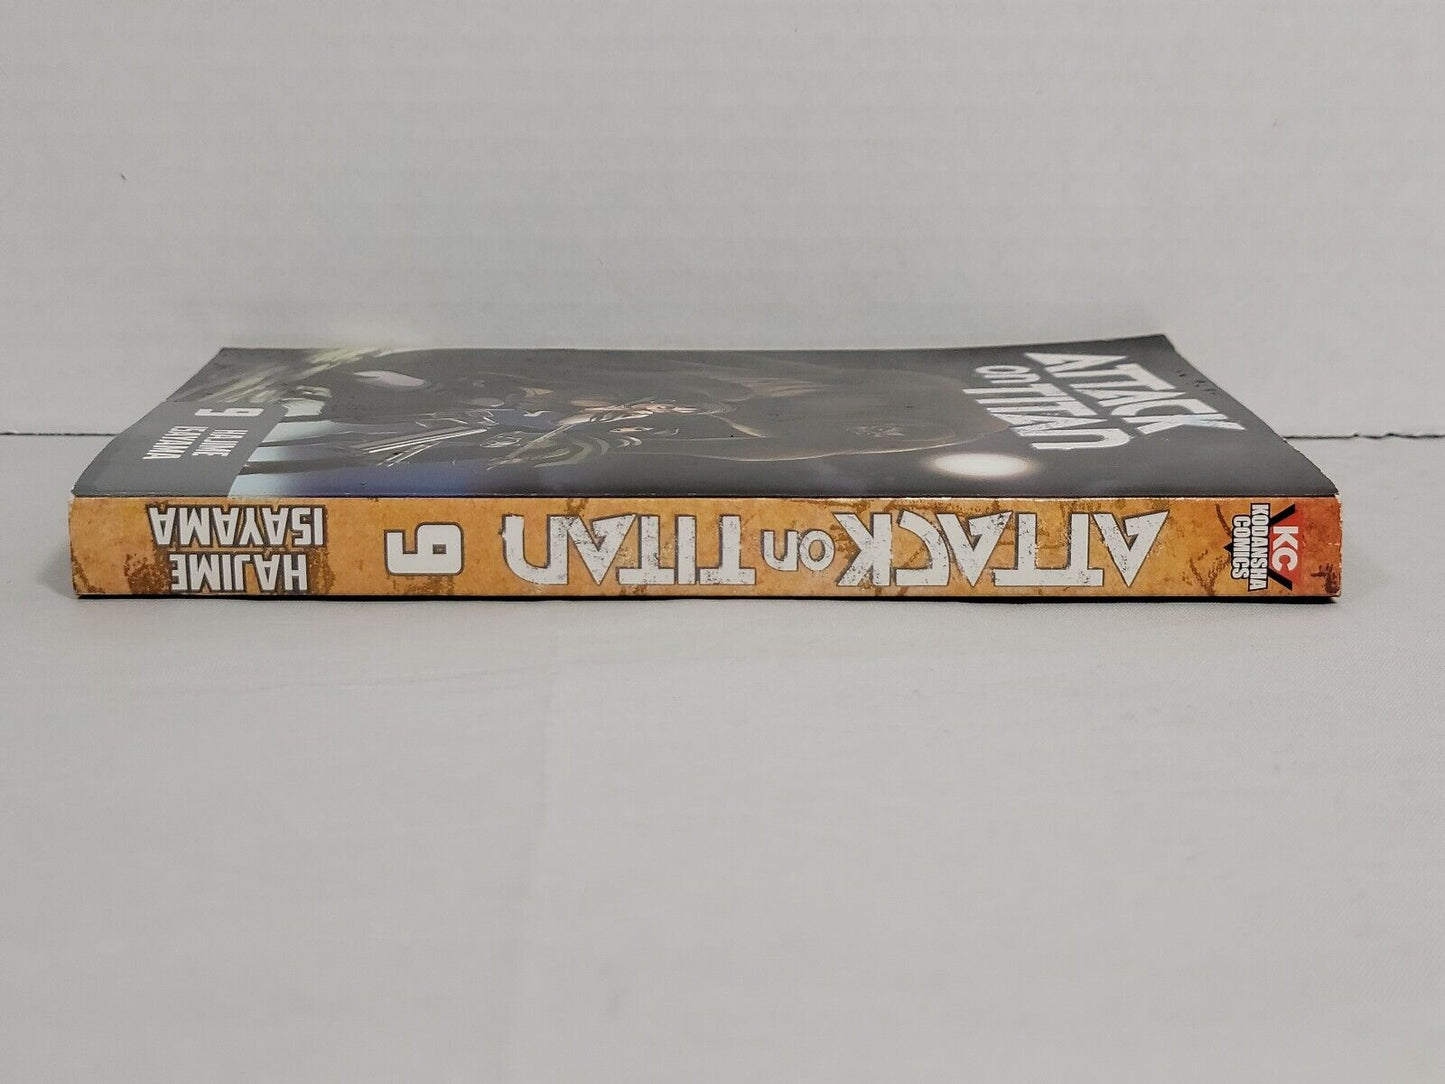 KC
KODANSHA
COMICS
ATTACK on TITAN
9
HAJIME
ISAYAMA
ATTACK
on TITAN
9
HAJIME
ISAYAMA